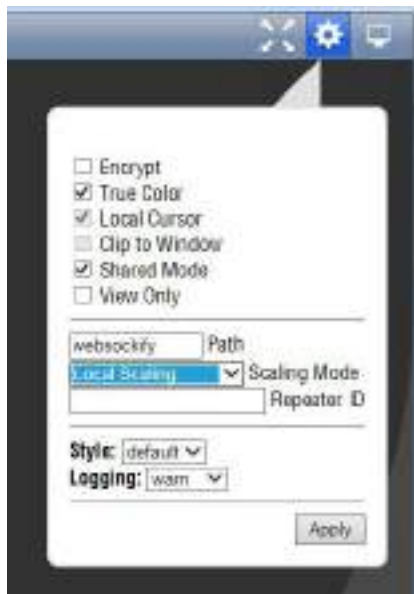 Encrypt
True Color
Local Cursor
Clip to Window
Shared Mode
View Only
websockify Path
Local Scaling Scaling Mode
Repeater ID
Style: default
Logging: warn
Apply